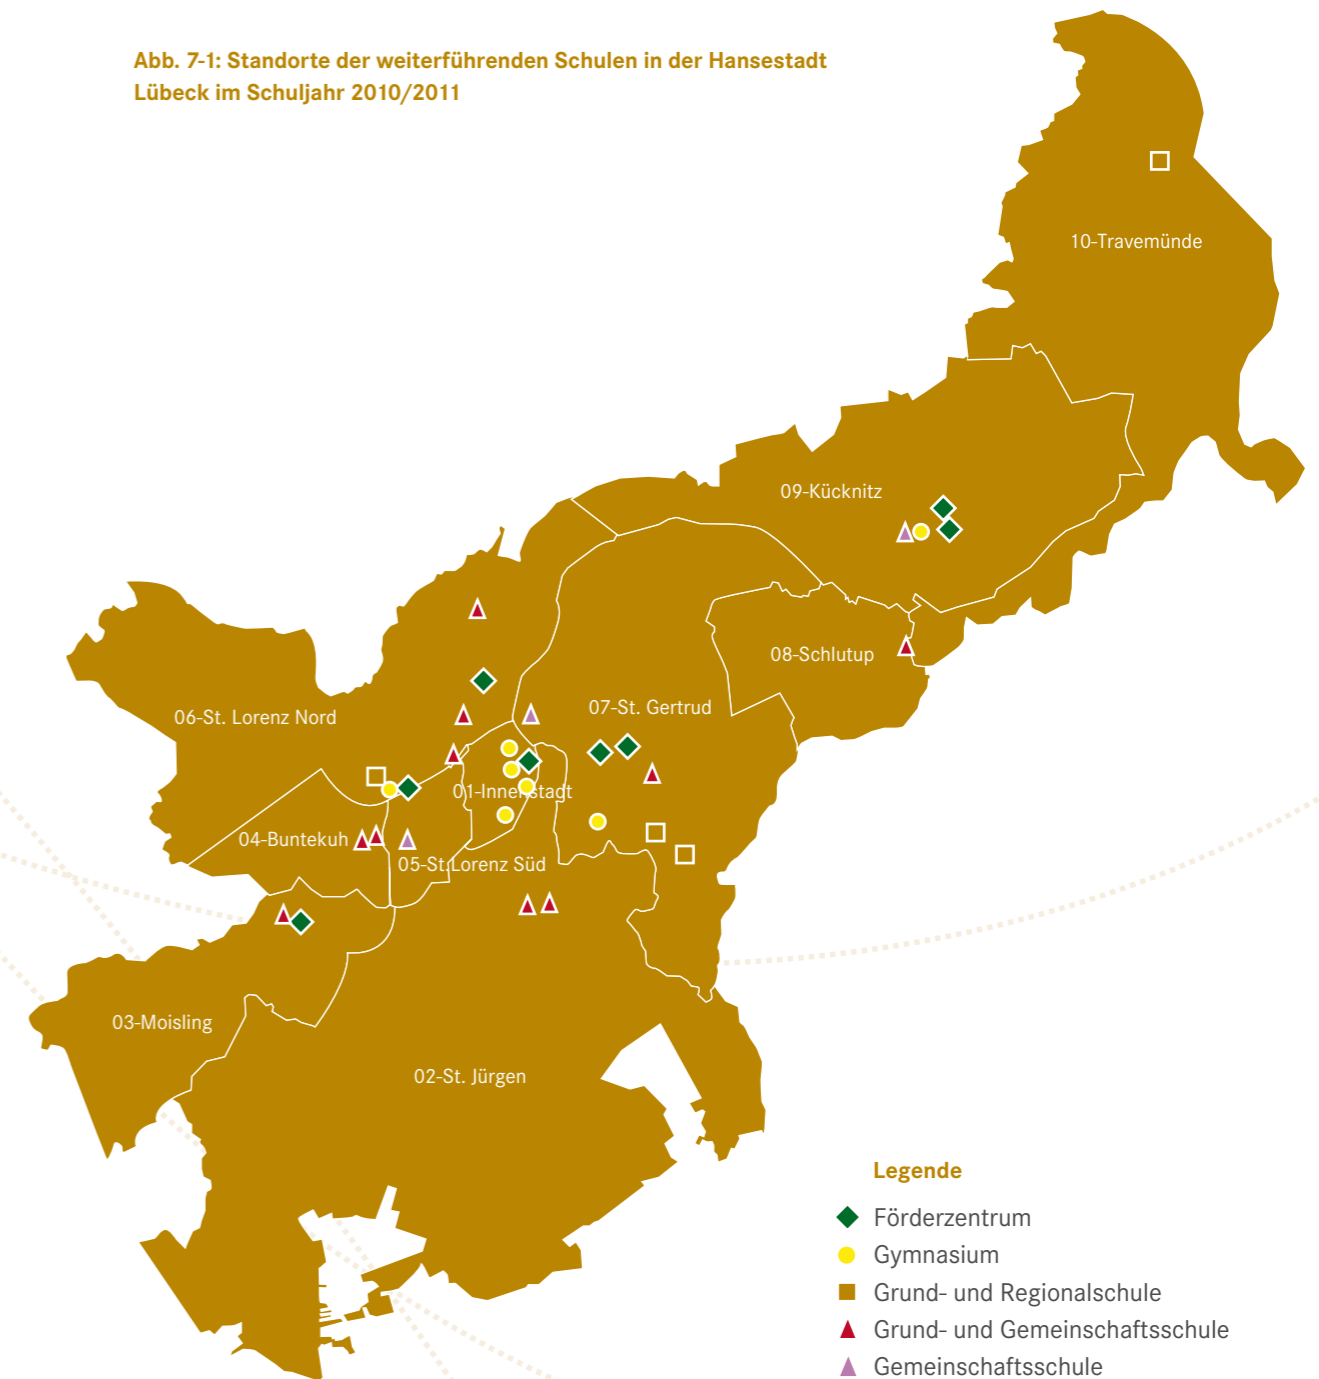 Abb. 7-1: Standorte der weiterführenden Schulen in der Hansestadt
Lübeck im Schuljahr 2010/2011
10-Travemünde
09-Kücknitz
08-Schlutup
07-St. Gertrud
06-St. Lorenz Nord
01-Innenstadt
04-Buntekuh
05-St.Lorenz Süd
03-Moisling
02-St. Jürgen
Legende
Förderzentrum
Gymnasium
Grund- und Regionalschule
Grund- und Gemeinschaftsschule
Gemeinschaftsschule